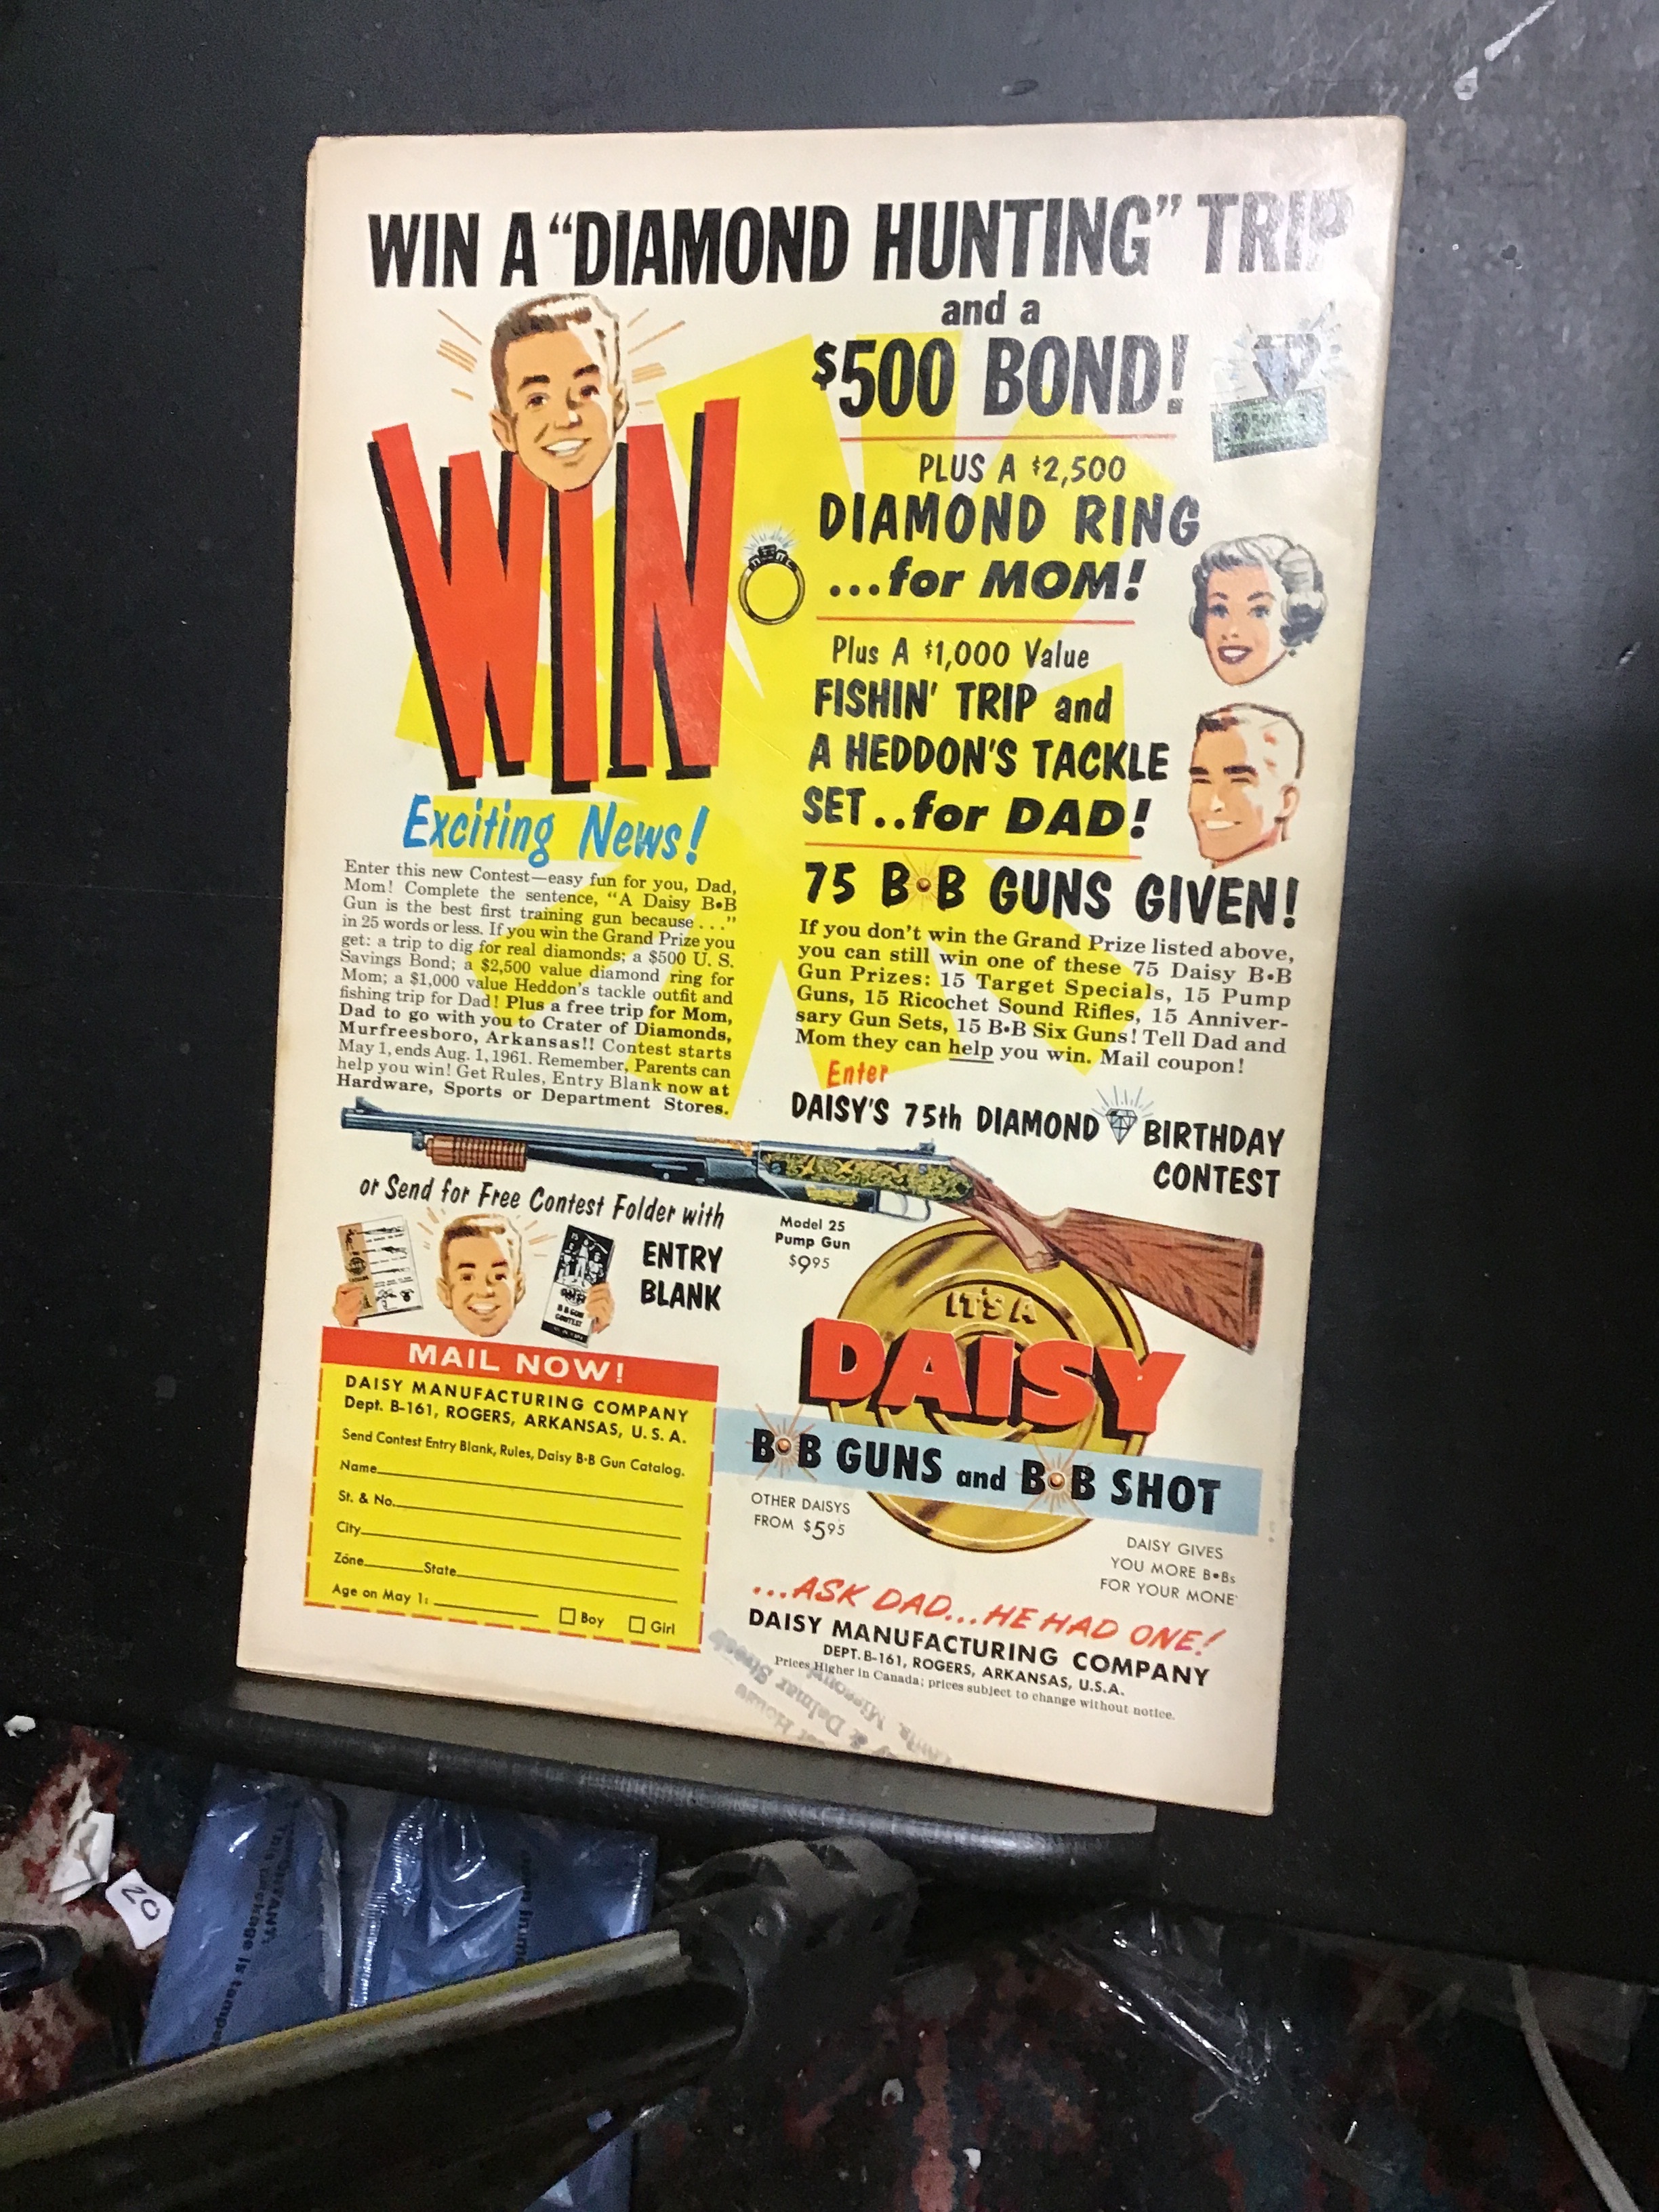 WIN A “DIAMOND HUNTING” TRIP
and a
$500 BOND!
WIN
PLUS A $2,500
DIAMOND RING
...for MOM!
Plus A $1,000 Value
FISHIN' TRIP and
A HEDDON'S TACKLE
SET..for DAD!
Exciting News!
Enter this new Contest—easy fun for you, Dad,
Mom! Complete the sentence, “A Daisy B•B
Gun is the best first training gun because . . .”
in 25 words or less. If you win the Grand Prize you
get: a trip to dig for real diamonds; a $500 U. S.
Savings Bond; a $2,500 value diamond ring for
Mom; a $1,000 value Heddon's tackle outfit and
fishing trip for Dad! Plus a free trip for Mom,
Dad to go with you to Crater of Diamonds,
Murfreesboro, Arkansas!! Contest starts
May 1, ends Aug. 1, 1961. Remember, Parents can
help you win! Get Rules, Entry Blank now at
Hardware, Sports or Department Stores.
75 B•B GUNS GIVEN!
If you don't win the Grand Prize listed above,
you can still win one of these 75 Daisy B•B
Gun Prizes: 15 Target Specials, 15 Pump
Guns, 15 Ricochet Sound Rifles, 15 Anniver-
sary Gun Sets, 15 B•B Six Guns! Tell Dad and
Mom they can help you win. Mail coupon!
Enter
DAISY'S 75th DIAMOND BIRTHDAY
CONTEST
or Send for Free Contest Folder with
ENTRY
BLANK
B•B GUN
CONTEST
Model 25
Pump Gun
$9.95
IT'S A
DAISY
B•B GUNS and B•B SHOT
OTHER DAISYS
FROM $5.95
DAISY GIVES
YOU MORE B•Bs
FOR YOUR MONE
...ASK DAD...HE HAD ONE!
DAISY MANUFACTURING COMPANY
DEPT. B-161, ROGERS, ARKANSAS, U.S.A.
Prices Higher in Canada; prices subject to change without notice.
MAIL NOW!
DAISY MANUFACTURING COMPANY
Dept. B-161, ROGERS, ARKANSAS, U. S. A.
Send Contest Entry Blank, Rules, Daisy B•B Gun Catalog.
Name
St. & No.
City
Zone State
Age on May 1: Boy Girl
House
& Delmar Streets
Missouri
20